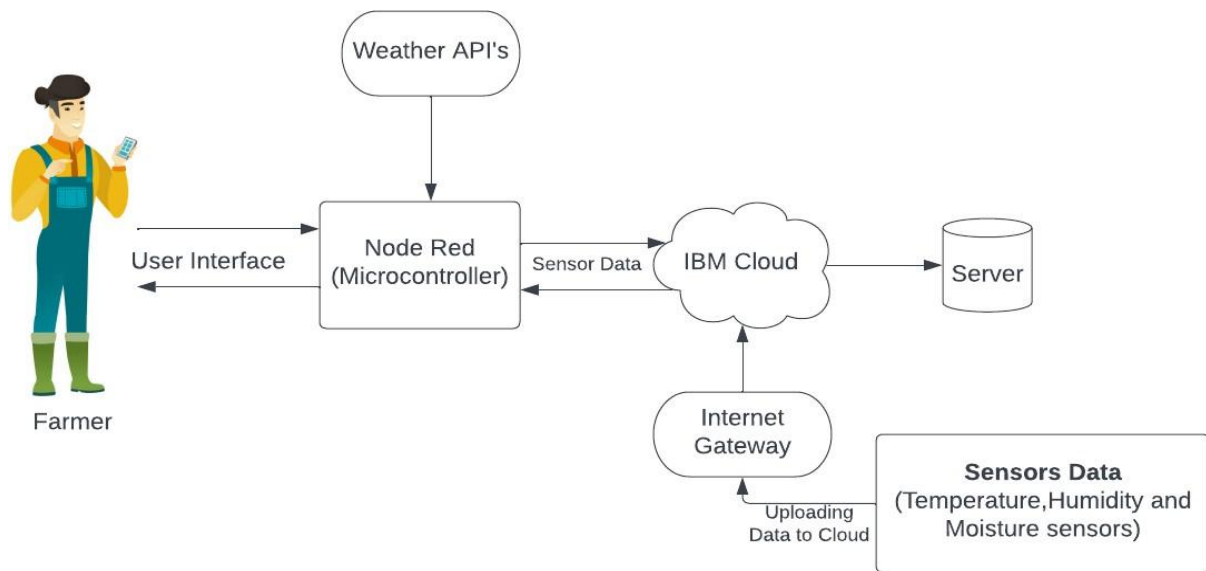 Weather API's
Node Red
(Microcontroller)
User Interface
Sensor Data
IBM Cloud
Server
Farmer
Internet
Gateway
Uploading
Data to Cloud
Sensors Data
(Temperature,Humidity and
Moisture sensors)